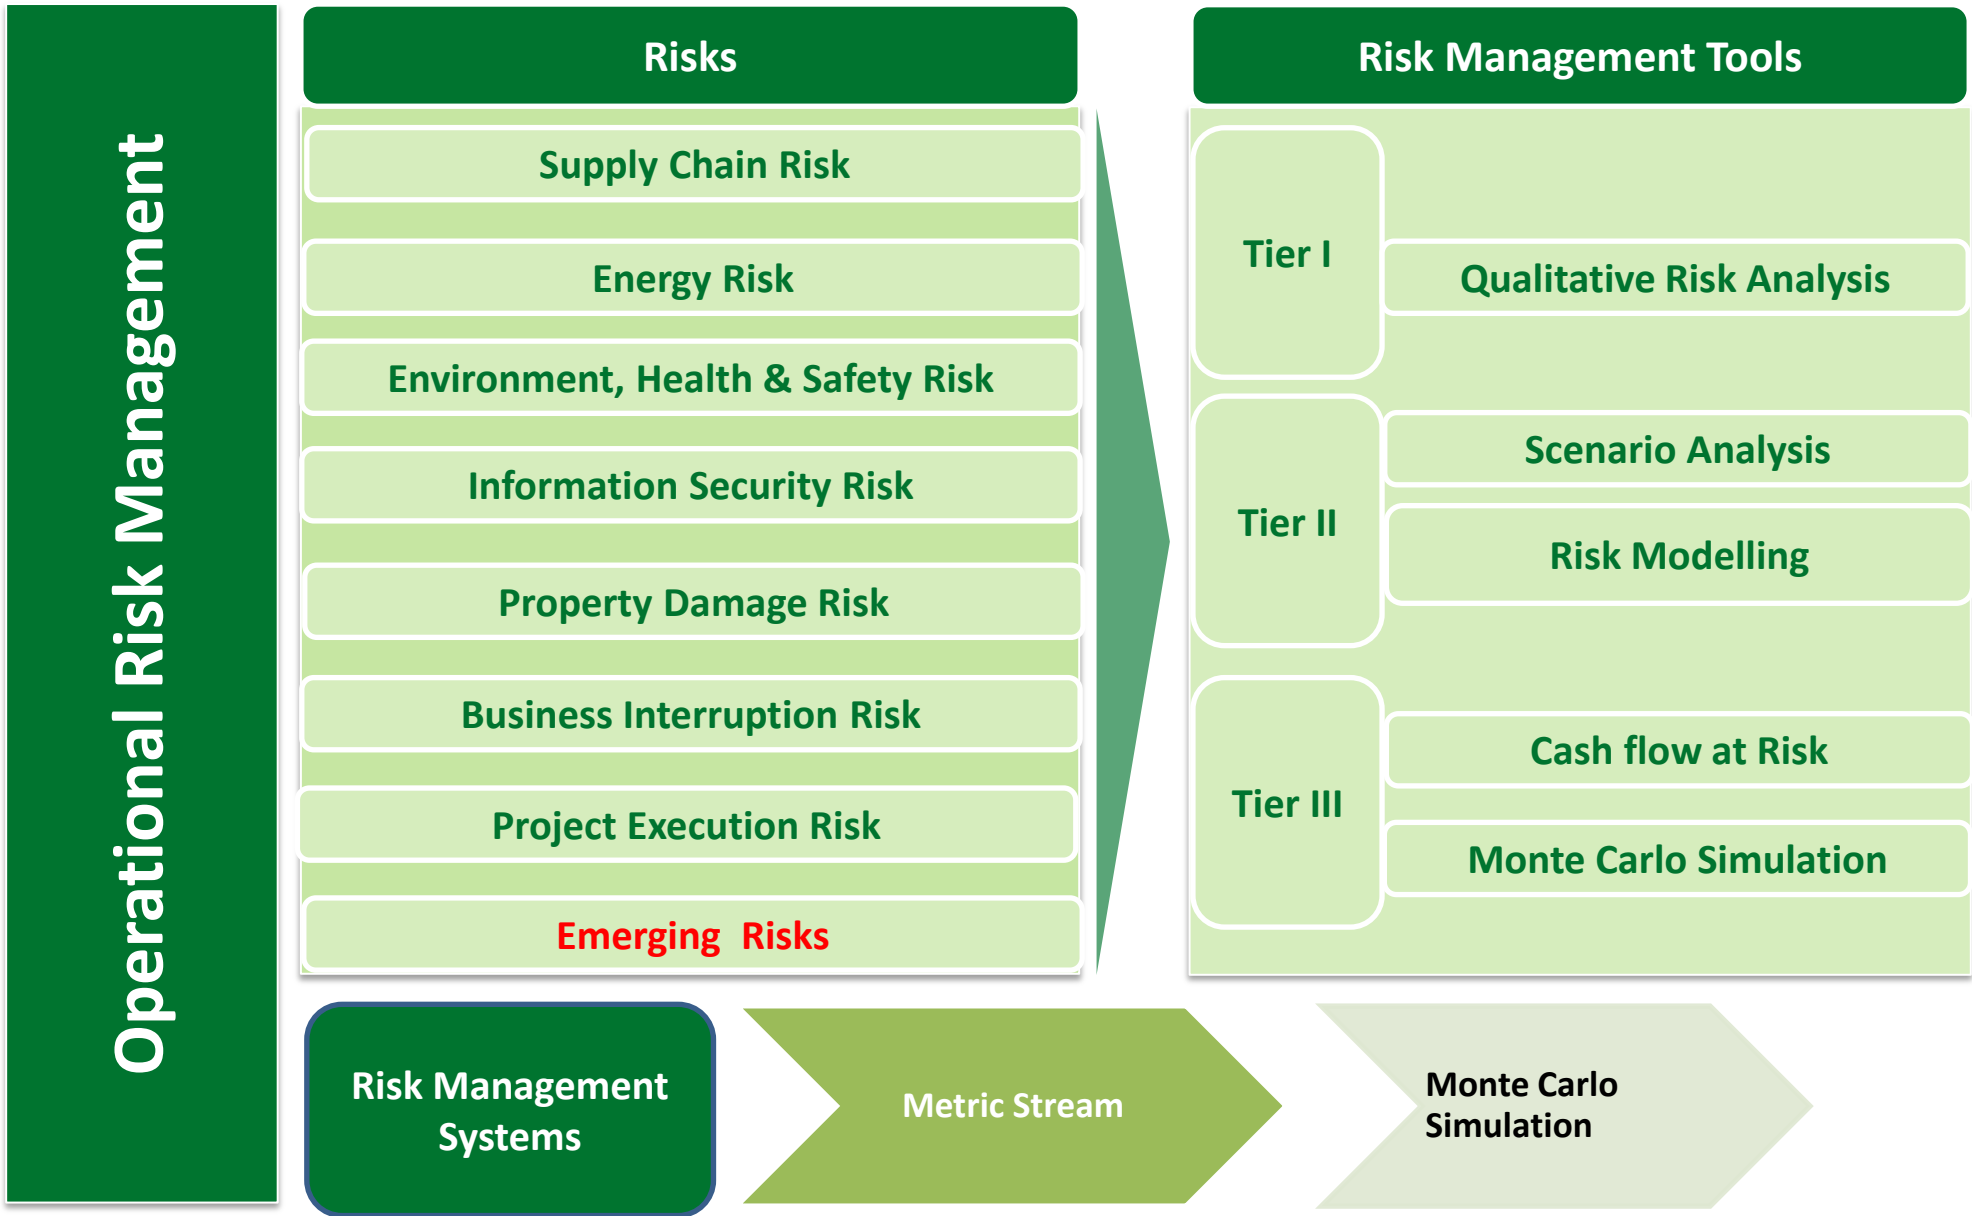 Operational Risk Management
Risks
Supply Chain Risk
Energy Risk
Environment, Health & Safety Risk
Information Security Risk
Property Damage Risk
Business Interruption Risk
Project Execution Risk
Emerging Risks
Risk Management Tools
Tier I
Qualitative Risk Analysis
Tier II
Scenario Analysis
Risk Modelling
Tier III
Cash flow at Risk
Monte Carlo Simulation
Risk Management
Systems
Metric Stream
Monte Carlo
Simulation